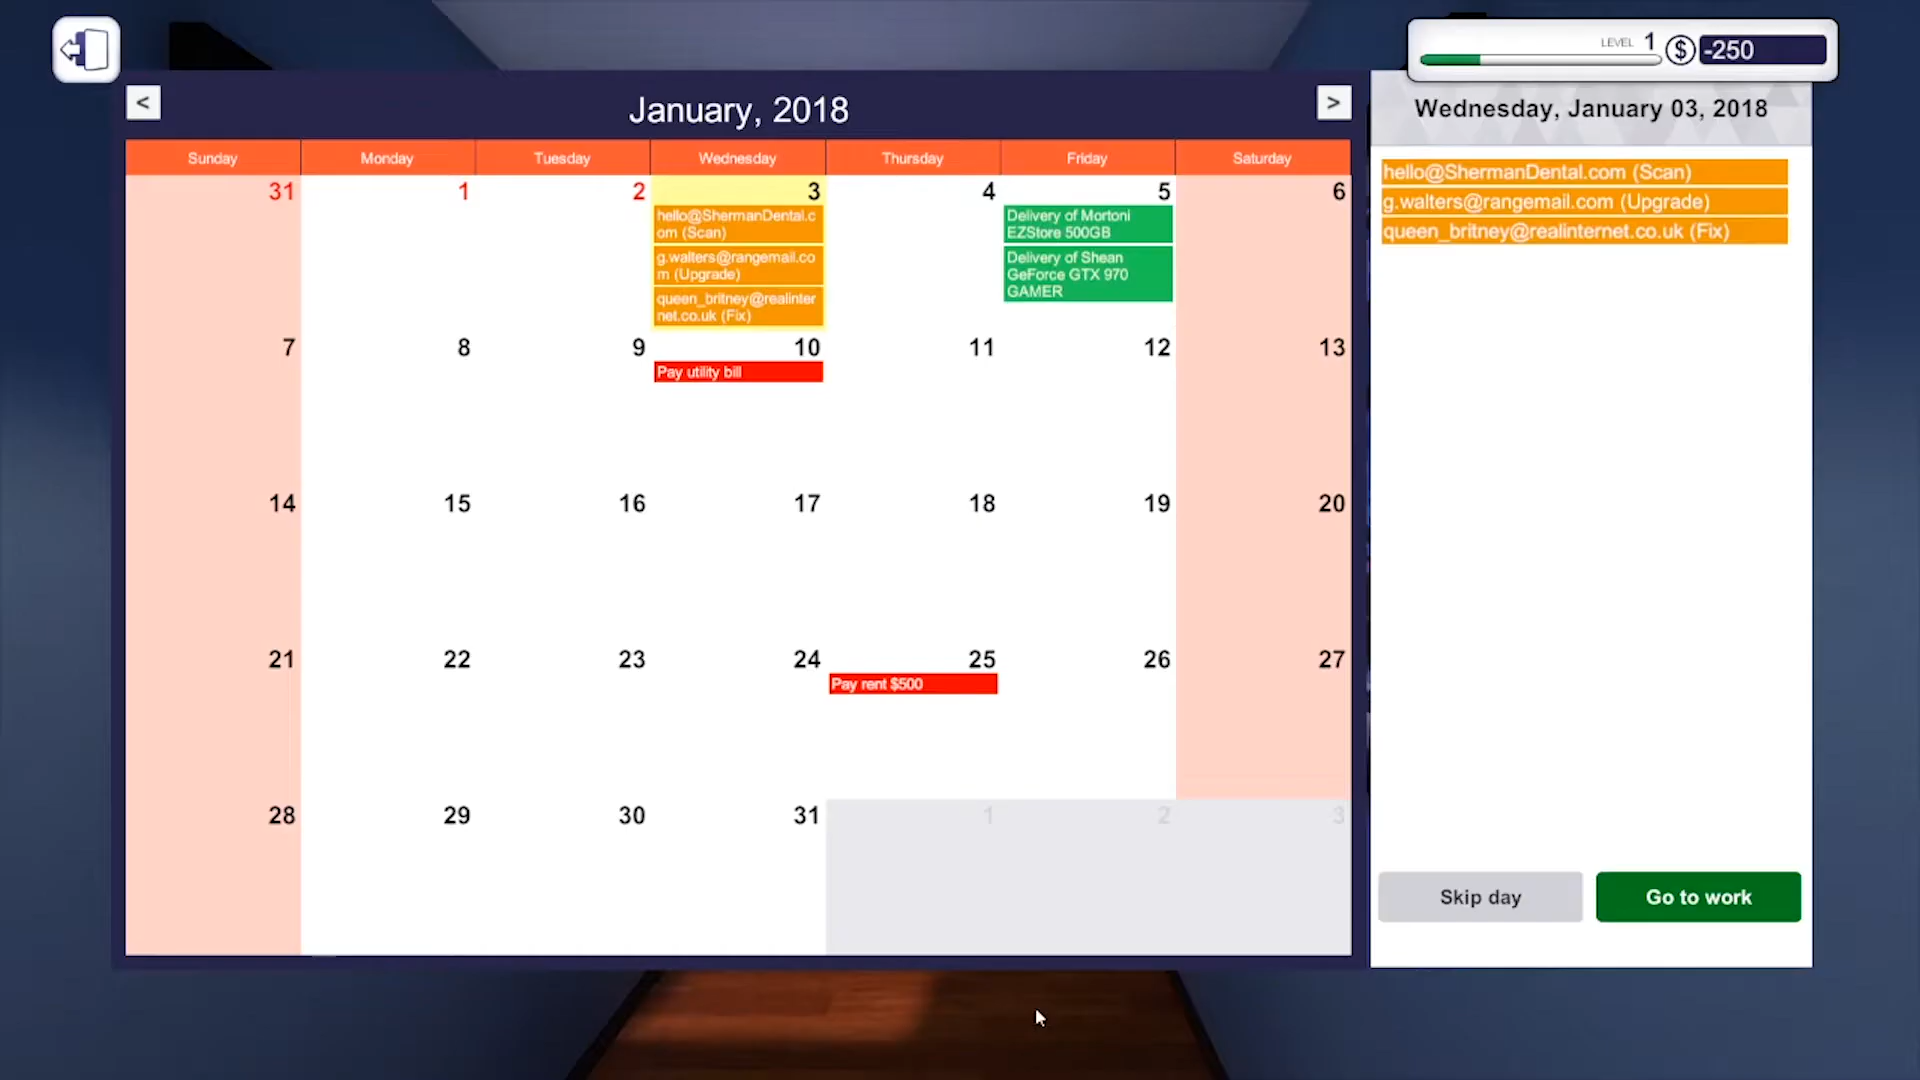 LEVEL 1 $ -250
< January, 2018 >
Wednesday, January 03, 2018
Sunday Monday Tuesday Wednesday Thursday Friday Saturday
hello@ShermanDental.com (Scan)
g.walters@rangemail.com (Upgrade)
queen_britney@realinternet.co.uk (Fix)
31 1 2 3 4 5 6
hello@ShermanDental.c
om (Scan)
g.walters@rangemail.co
m (Upgrade)
queen_britney@realinter
net.co.uk (Fix)
Delivery of Mortoni
EZStore 500GB
Delivery of Shean
GeForce GTX 970
GAMER
7 8 9 10 11 12 13
Pay utility bill
14 15 16 17 18 19 20
21 22 23 24 25 26 27
Pay rent $500
28 29 30 31 1 2 3
Skip day
Go to work